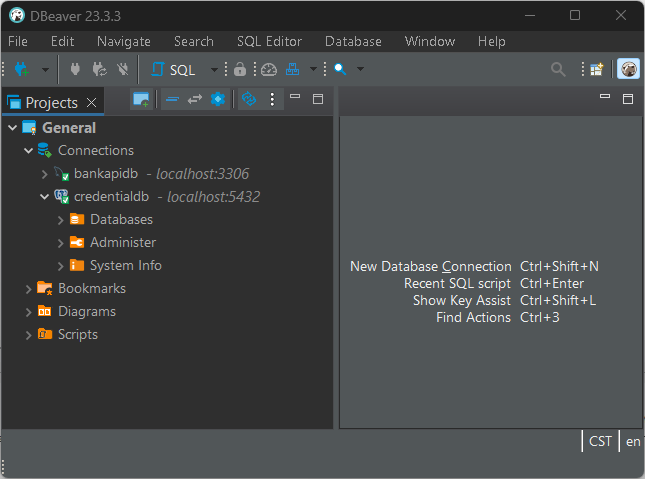 DBeaver 23.3.3
File Edit Navigate Search SQL Editor Database Window Help
SQL
Projects
General
Connections
bankapidb - localhost:3306
credentialdb - localhost:5432
Databases
Administer
System Info
Bookmarks
Diagrams
Scripts
New Database Connection Ctrl+Shift+N
Recent SQL script Ctrl+Enter
Show Key Assist Ctrl+Shift+L
Find Actions Ctrl+3
CST en